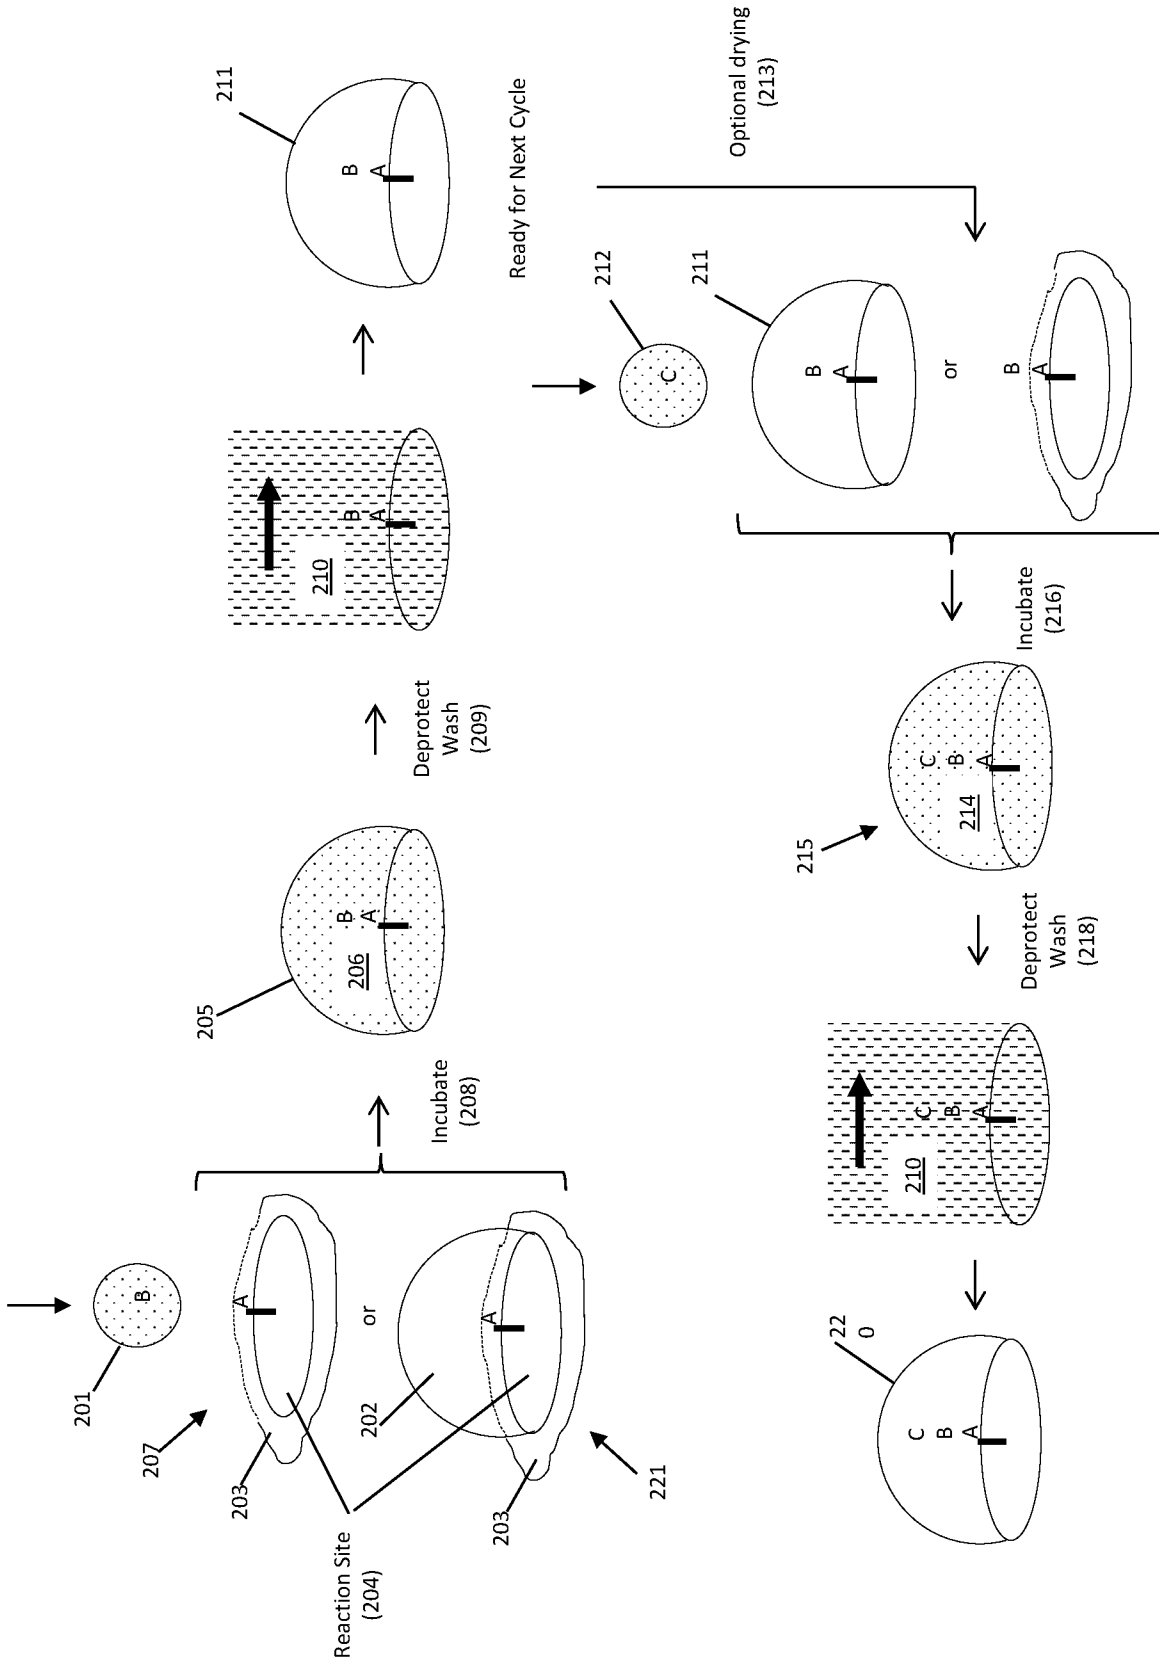 201
B
207
203
A
Reaction Site
(204)
or
202
A
203
221
Incubate
(208)
205
206
B
A
Deprotect
Wash
(209)
210
B
A
211
B
A
Ready for Next Cycle
Optional drying
(213)
212
C
211
B
A
or
B
A
Incubate
(216)
215
214
C
B
A
Deprotect
Wash
(218)
210
C
B
A
22
0
C
B
A